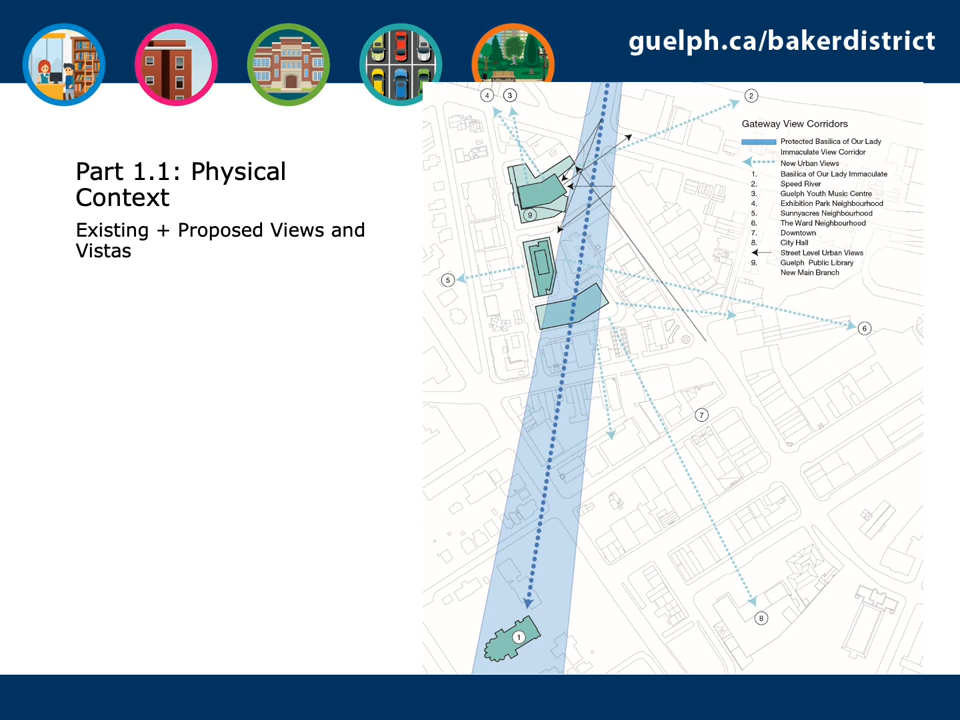 guelph.ca/bakerdistrict
Part 1.1: Physical
Context
Existing + Proposed Views and
Vistas
4
3
2
Gateway View Corridors
Protected Basilica of Our Lady
Immaculate View Corridor
New Urban Views
1. Basilica of Our Lady Immaculate
2. Speed River
3. Guelph Youth Music Centre
4. Exhibition Park Neighbourhood
5. Sunnyacres Neighbourhood
6. The Ward Neighbourhood
7. Downtown
8. City Hall
Street Level Urban Views
9. Guelph Public Library
New Main Branch
9
5
6
7
8
1